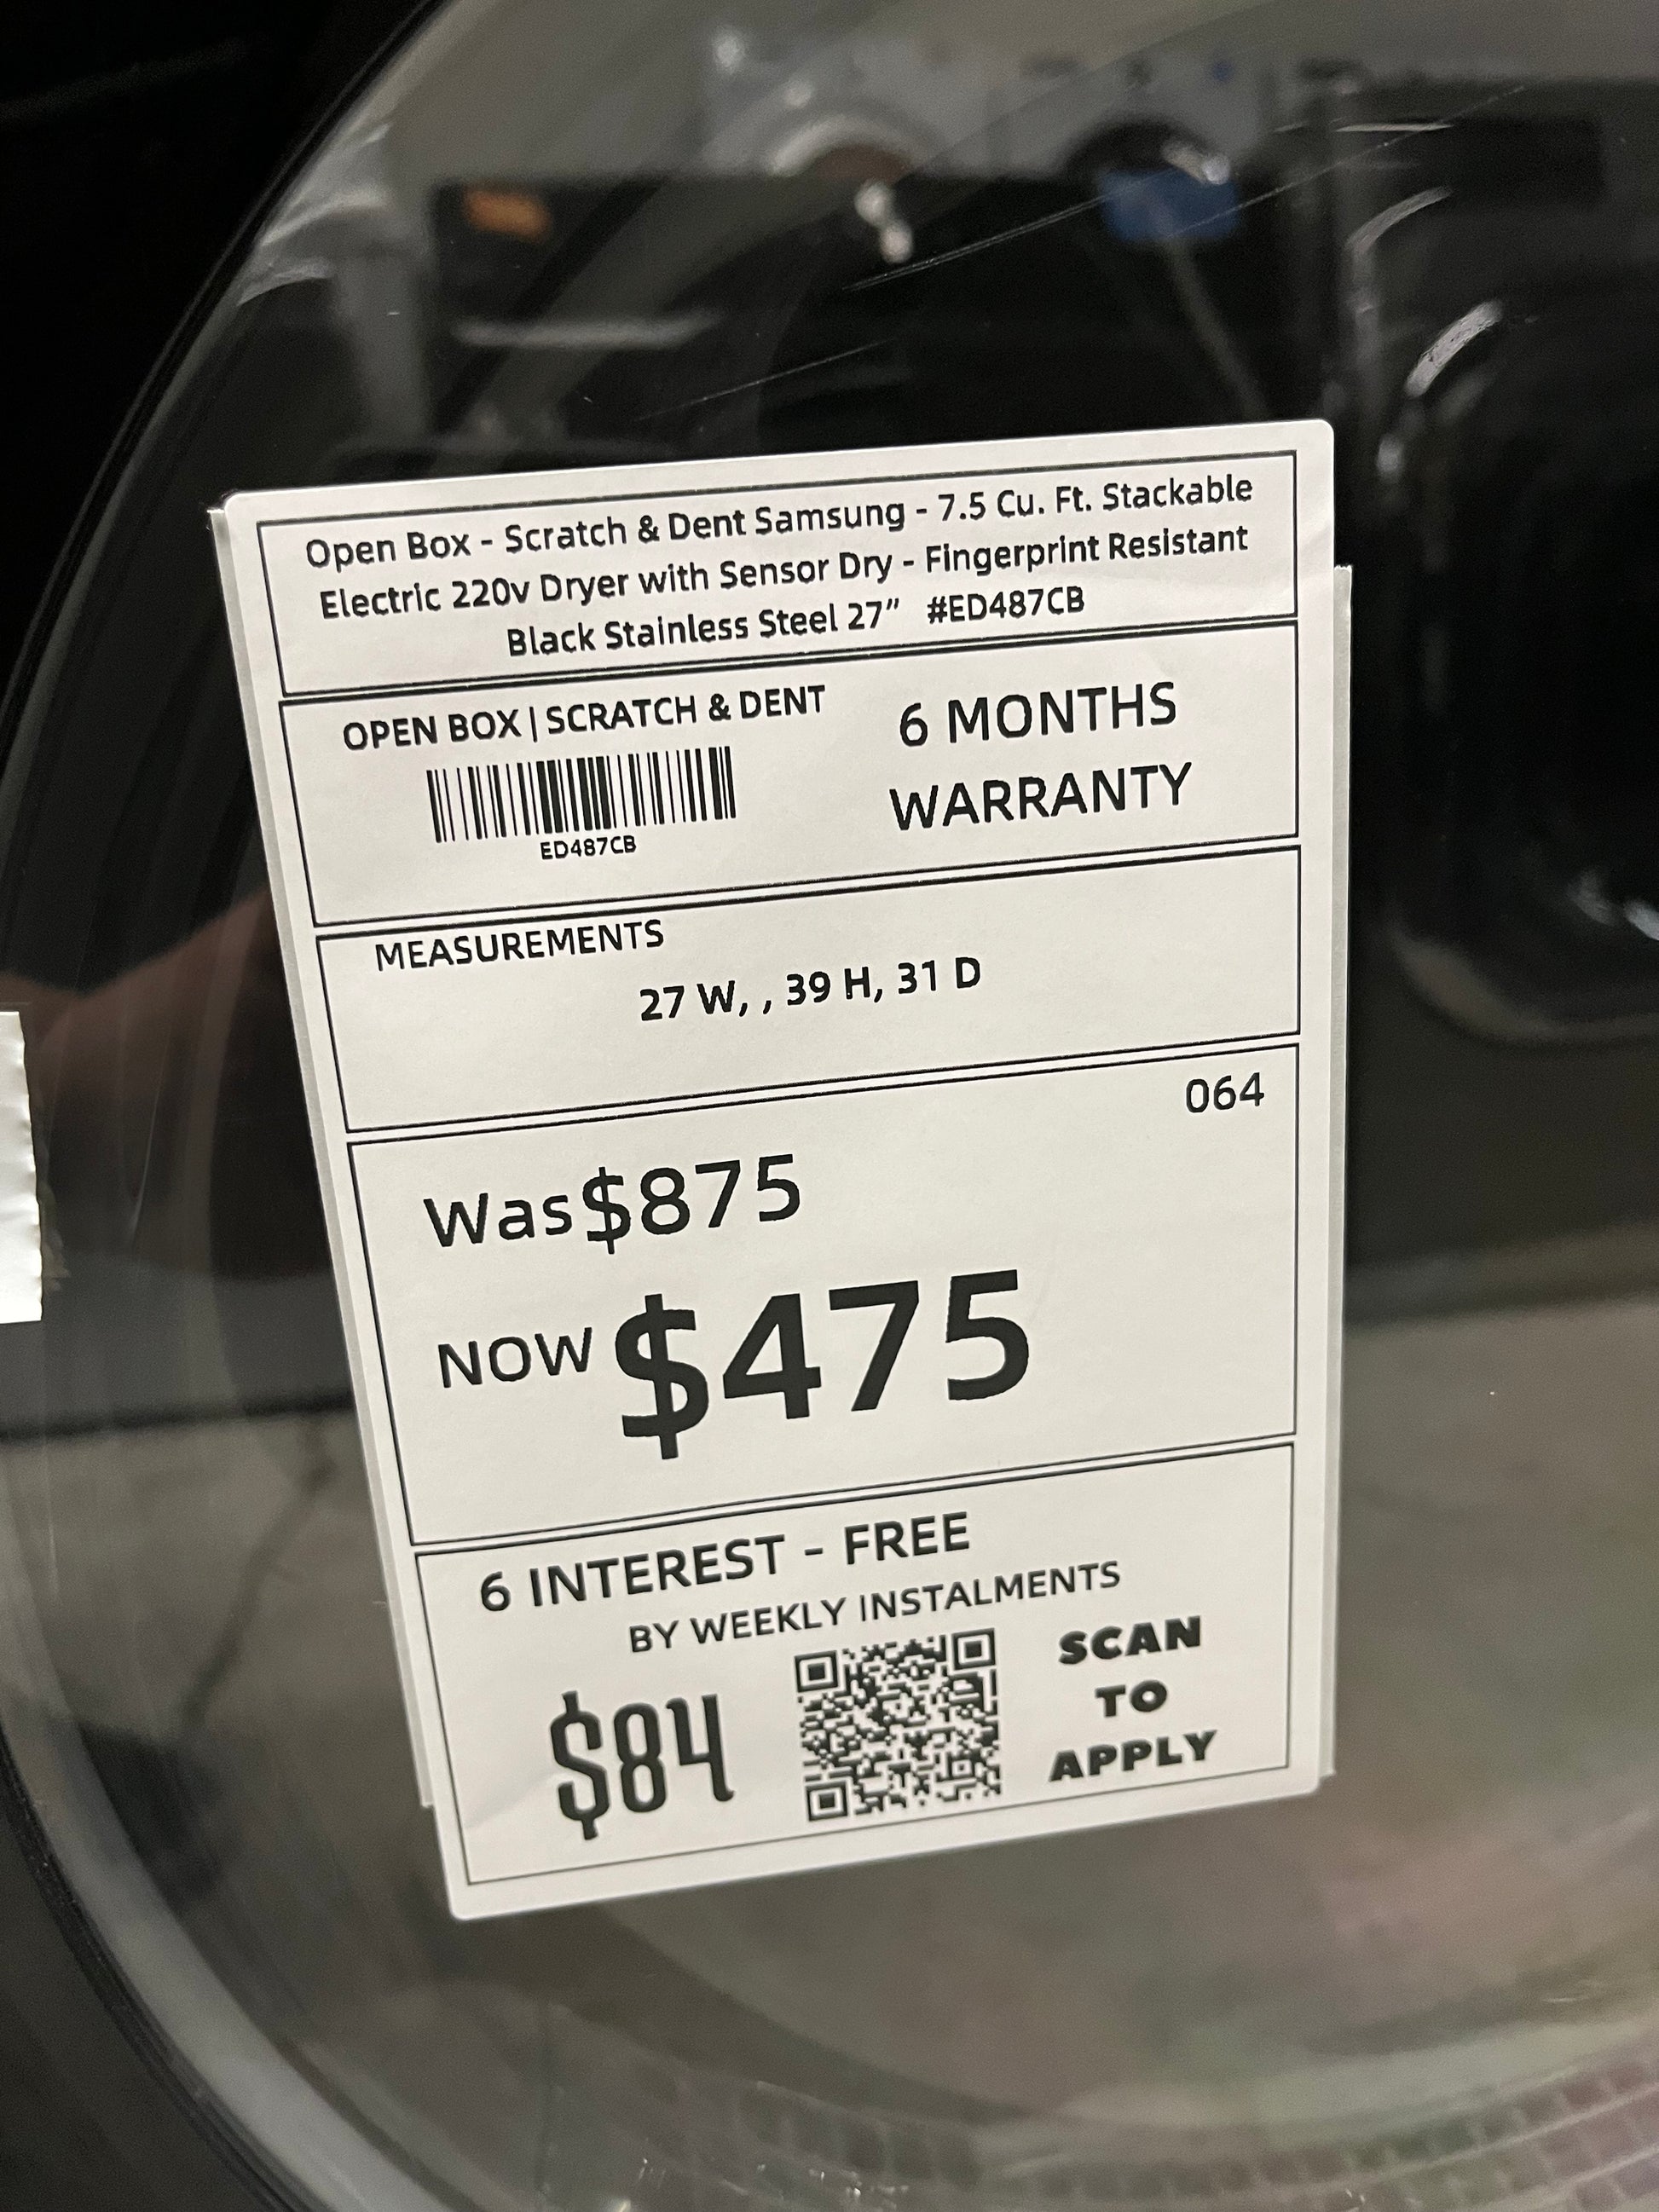 Open Box - Scratch & Dent Samsung - 7.5 Cu. Ft. Stackable
Electric 220v Dryer with Sensor Dry - Fingerprint Resistant
Black Stainless Steel 27” #ED487CB
OPEN BOX | SCRATCH & DENT
ED487CB
6 MONTHS
WARRANTY
MEASUREMENTS
27 W, , 39 H, 31 D
064
Was $875
NOW $475
6 INTEREST - FREE
BY WEEKLY INSTALMENTS
$84
SCAN
TO
APPLY